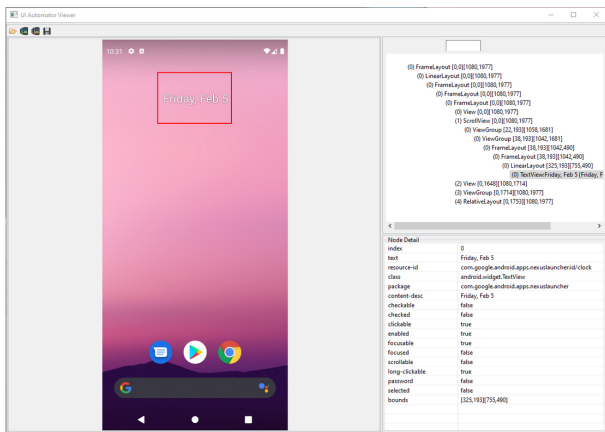 UI Automator Viewer
10:31
Friday, Feb 5
(0) FrameLayout [0,0][1080,1977]
(0) LinearLayout [0,0][1080,1977]
(0) FrameLayout [0,0][1080,1977]
(0) FrameLayout [0,0][1080,1977]
(0) FrameLayout [0,0][1080,1977]
(0) View [0,0][1080,1977]
(1) ScrollView [0,0][1080,1977]
(0) ViewGroup [22,193][1058,1681]
(0) ViewGroup [38,193][1042,1681]
(0) FrameLayout [38,193][1042,490]
(0) FrameLayout [38,193][1042,490]
(0) LinearLayout [325,193][755,490]
(0) TextView:Friday, Feb 5 {Friday, F
(2) View [0,1648][1080,1714]
(3) ViewGroup [0,1714][1080,1977]
(4) RelativeLayout [0,1753][1080,1977]
Node Detail
index 0
text Friday, Feb 5
resource-id com.google.android.apps.nexuslauncher:id/clock
class android.widget.TextView
package com.google.android.apps.nexuslauncher
content-desc Friday, Feb 5
checkable false
checked false
clickable true
enabled true
focusable true
focused false
scrollable false
long-clickable true
password false
selected false
bounds [325,193][755,490]